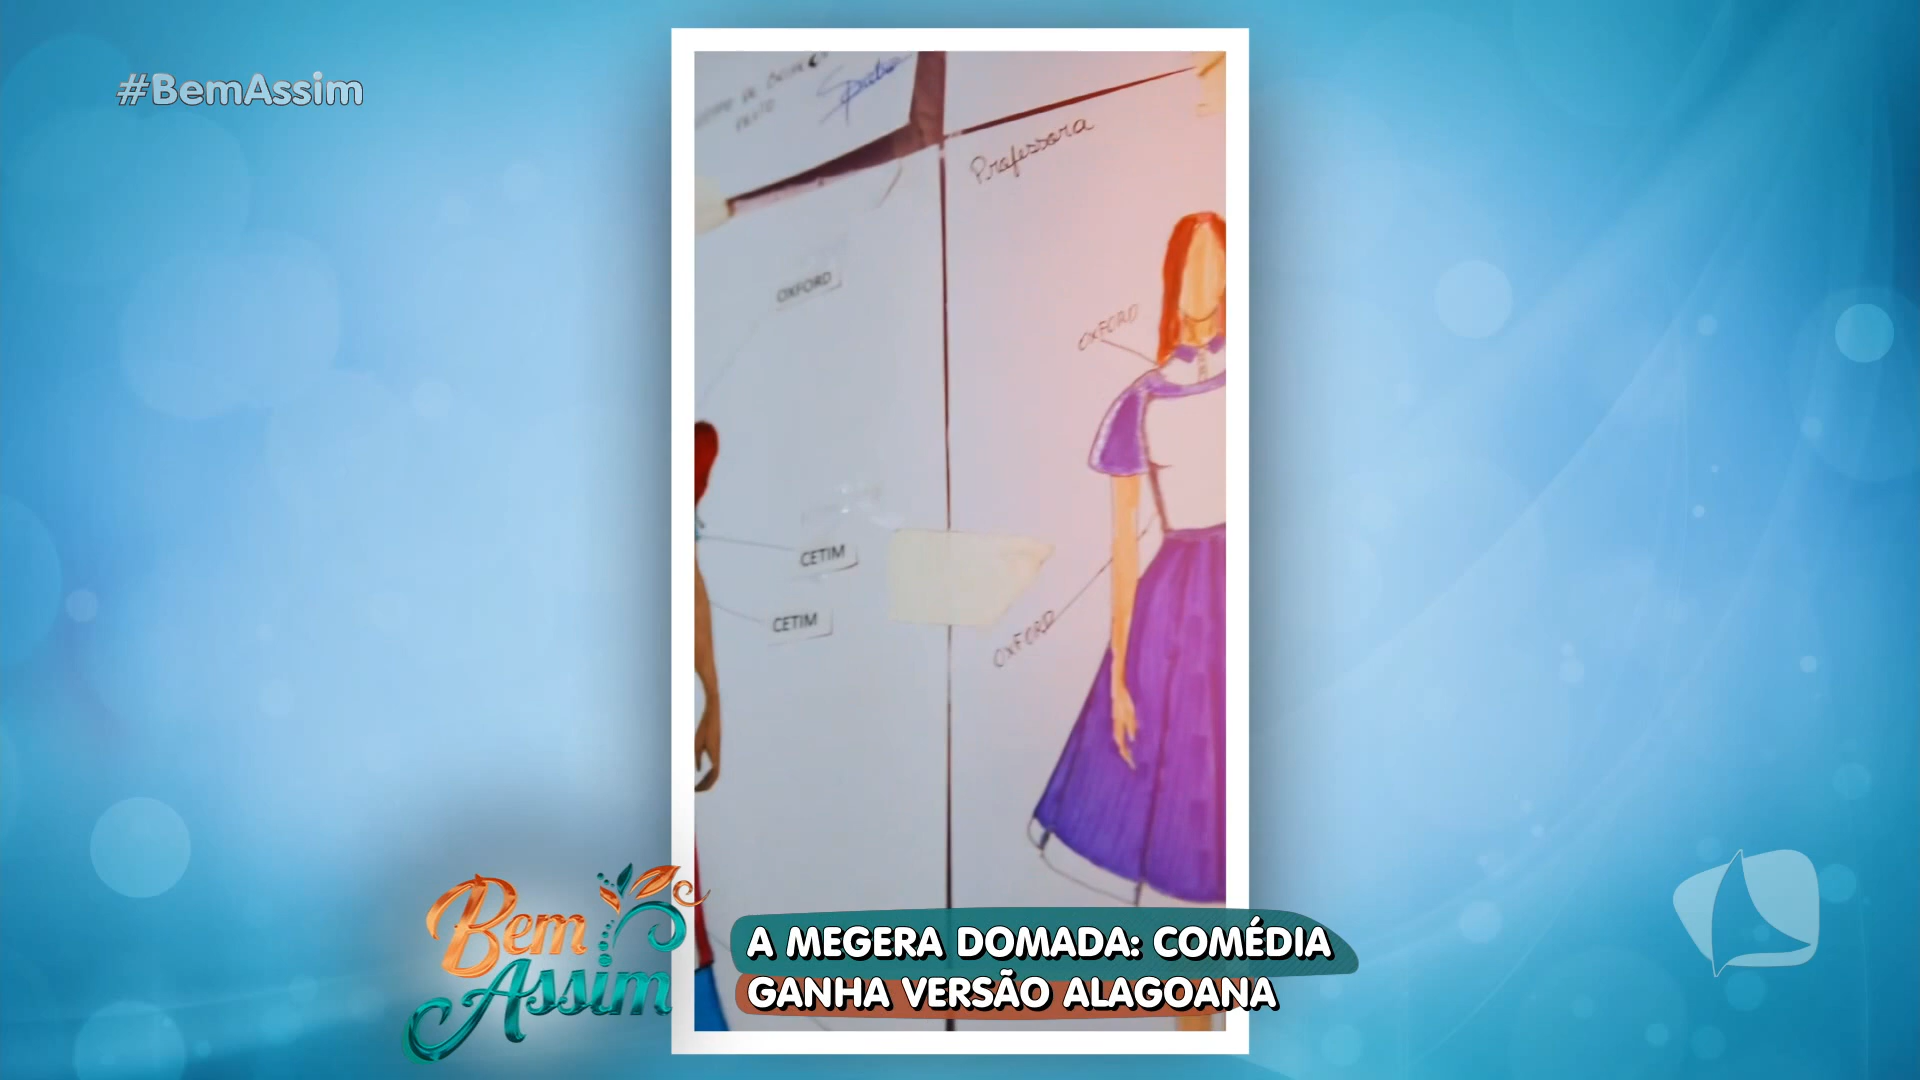 #BemAssim
Professora
OXFORD
OXFORD
CETIM
CETIM
OXFORD
Bem
Assim
A MEGERA DOMADA: COMÉDIA
GANHA VERSÃO ALAGOANA